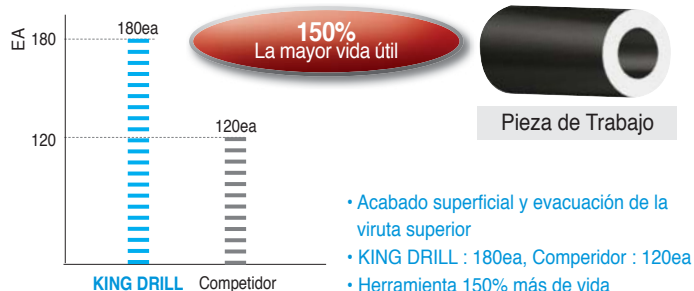 EA
180
180ea
120
120ea
KING DRILL
Competidor
150%
La mayor vida útil
Pieza de Trabajo
• Acabado superficial y evacuación de la
viruta superior
• KING DRILL : 180ea, Comperidor : 120ea
• Herramienta 150% más de vida